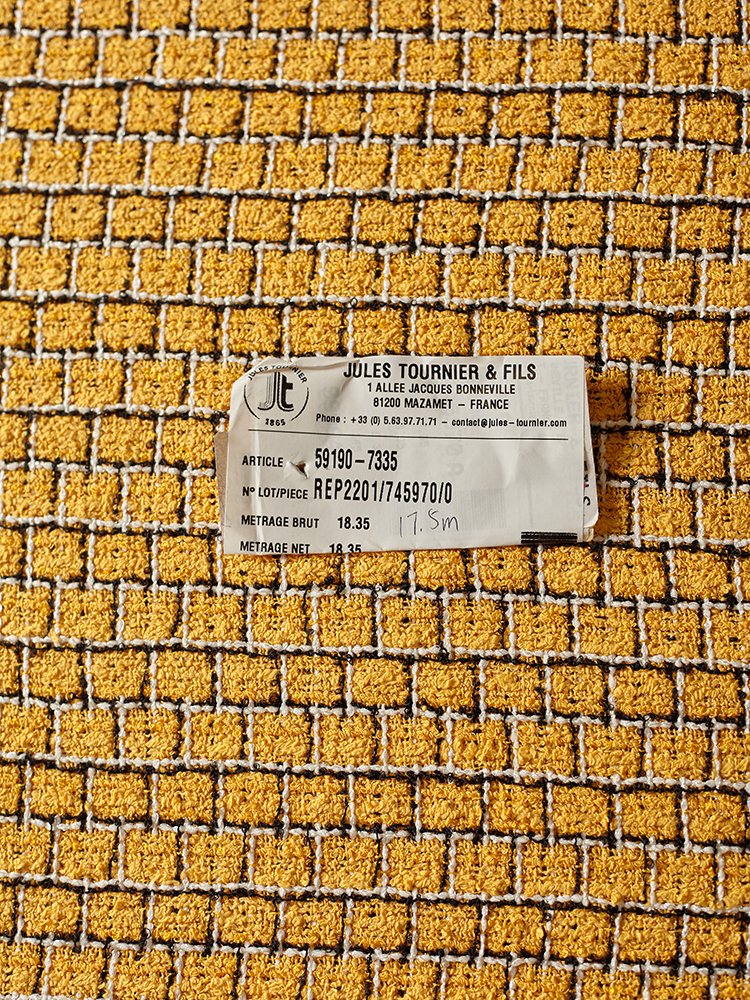 JULES TOURNIER
Jt
1865
JULES TOURNIER & FILS
1 ALLEE JACQUES BONNEVILLE
81200 MAZAMET – FRANCE
Phone : +33 (0) 5.63.97.71.71 – contact@jules-tournier.com
ARTICLE 59190-7335
N° LOT/PIECE REP2201/745970/0
METRAGE BRUT 18.35 17.5m
METRAGE NET 18.35